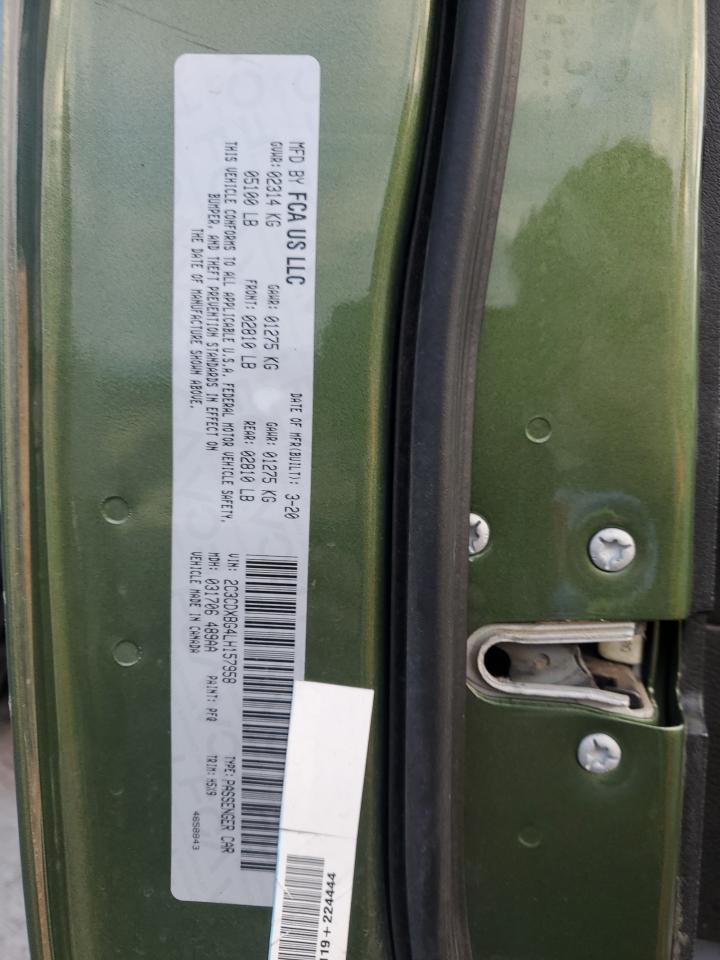 MFD BY FCA US LLC
DATE OF MFR(BUILT): 3-20
GVWR: 02314 KG GAWR: 01275 KG GAWR: 01275 KG
05100 LB FRONT: 02810 LB REAR: 02810 LB
THIS VEHICLE CONFORMS TO ALL APPLICABLE U.S.A. FEDERAL MOTOR VEHICLE SAFETY,
BUMPER, AND THEFT PREVENTION STANDARDS IN EFFECT ON
THE DATE OF MANUFACTURE SHOWN ABOVE.
VIN: 2C3CDXBG4LH157958 TYPE: PASSENGER CAR
MDH: 031706 489AA PAINT: PFQ TRIM: H5X9
VEHICLE MADE IN CANADA 4658843
119+224444